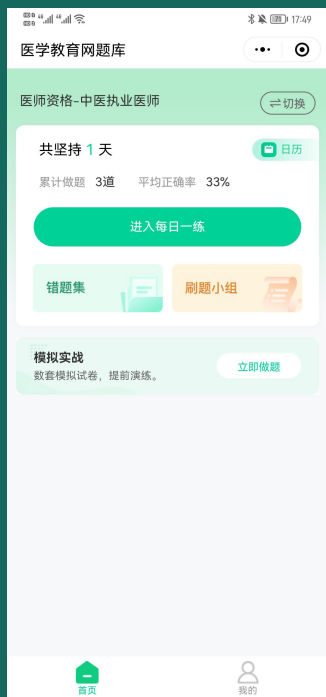 17:49
医学教育网题库
医师资格-中医执业医师
切换
共坚持 1 天
日历
累计做题 3道 平均正确率 33%
进入每日一练
错题集
刷题小组
模拟实战
数套模拟试卷，提前演练。
立即做题
首页
我的